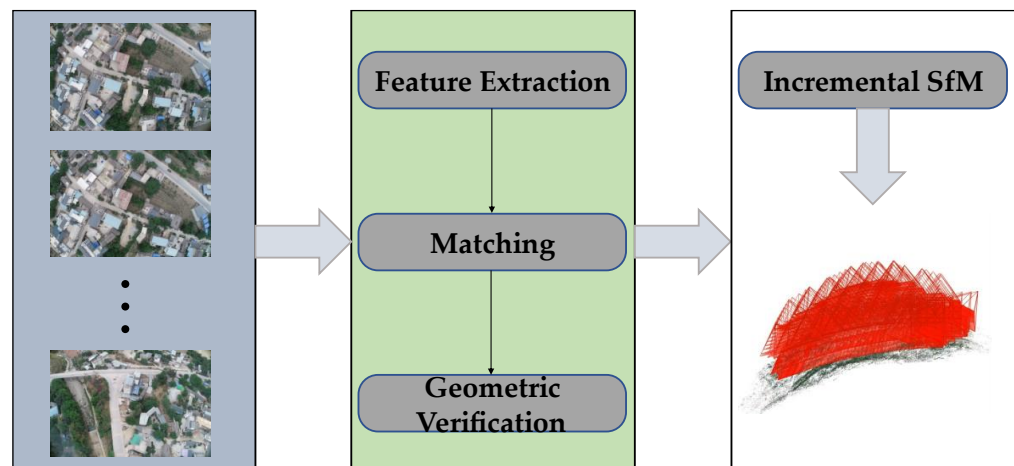 Feature Extraction
Incremental SfM
Matching
Geometric
Verification